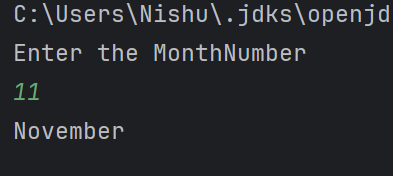 C:\Users\Nishu\.jdks\openjd
Enter the MonthNumber
11
November